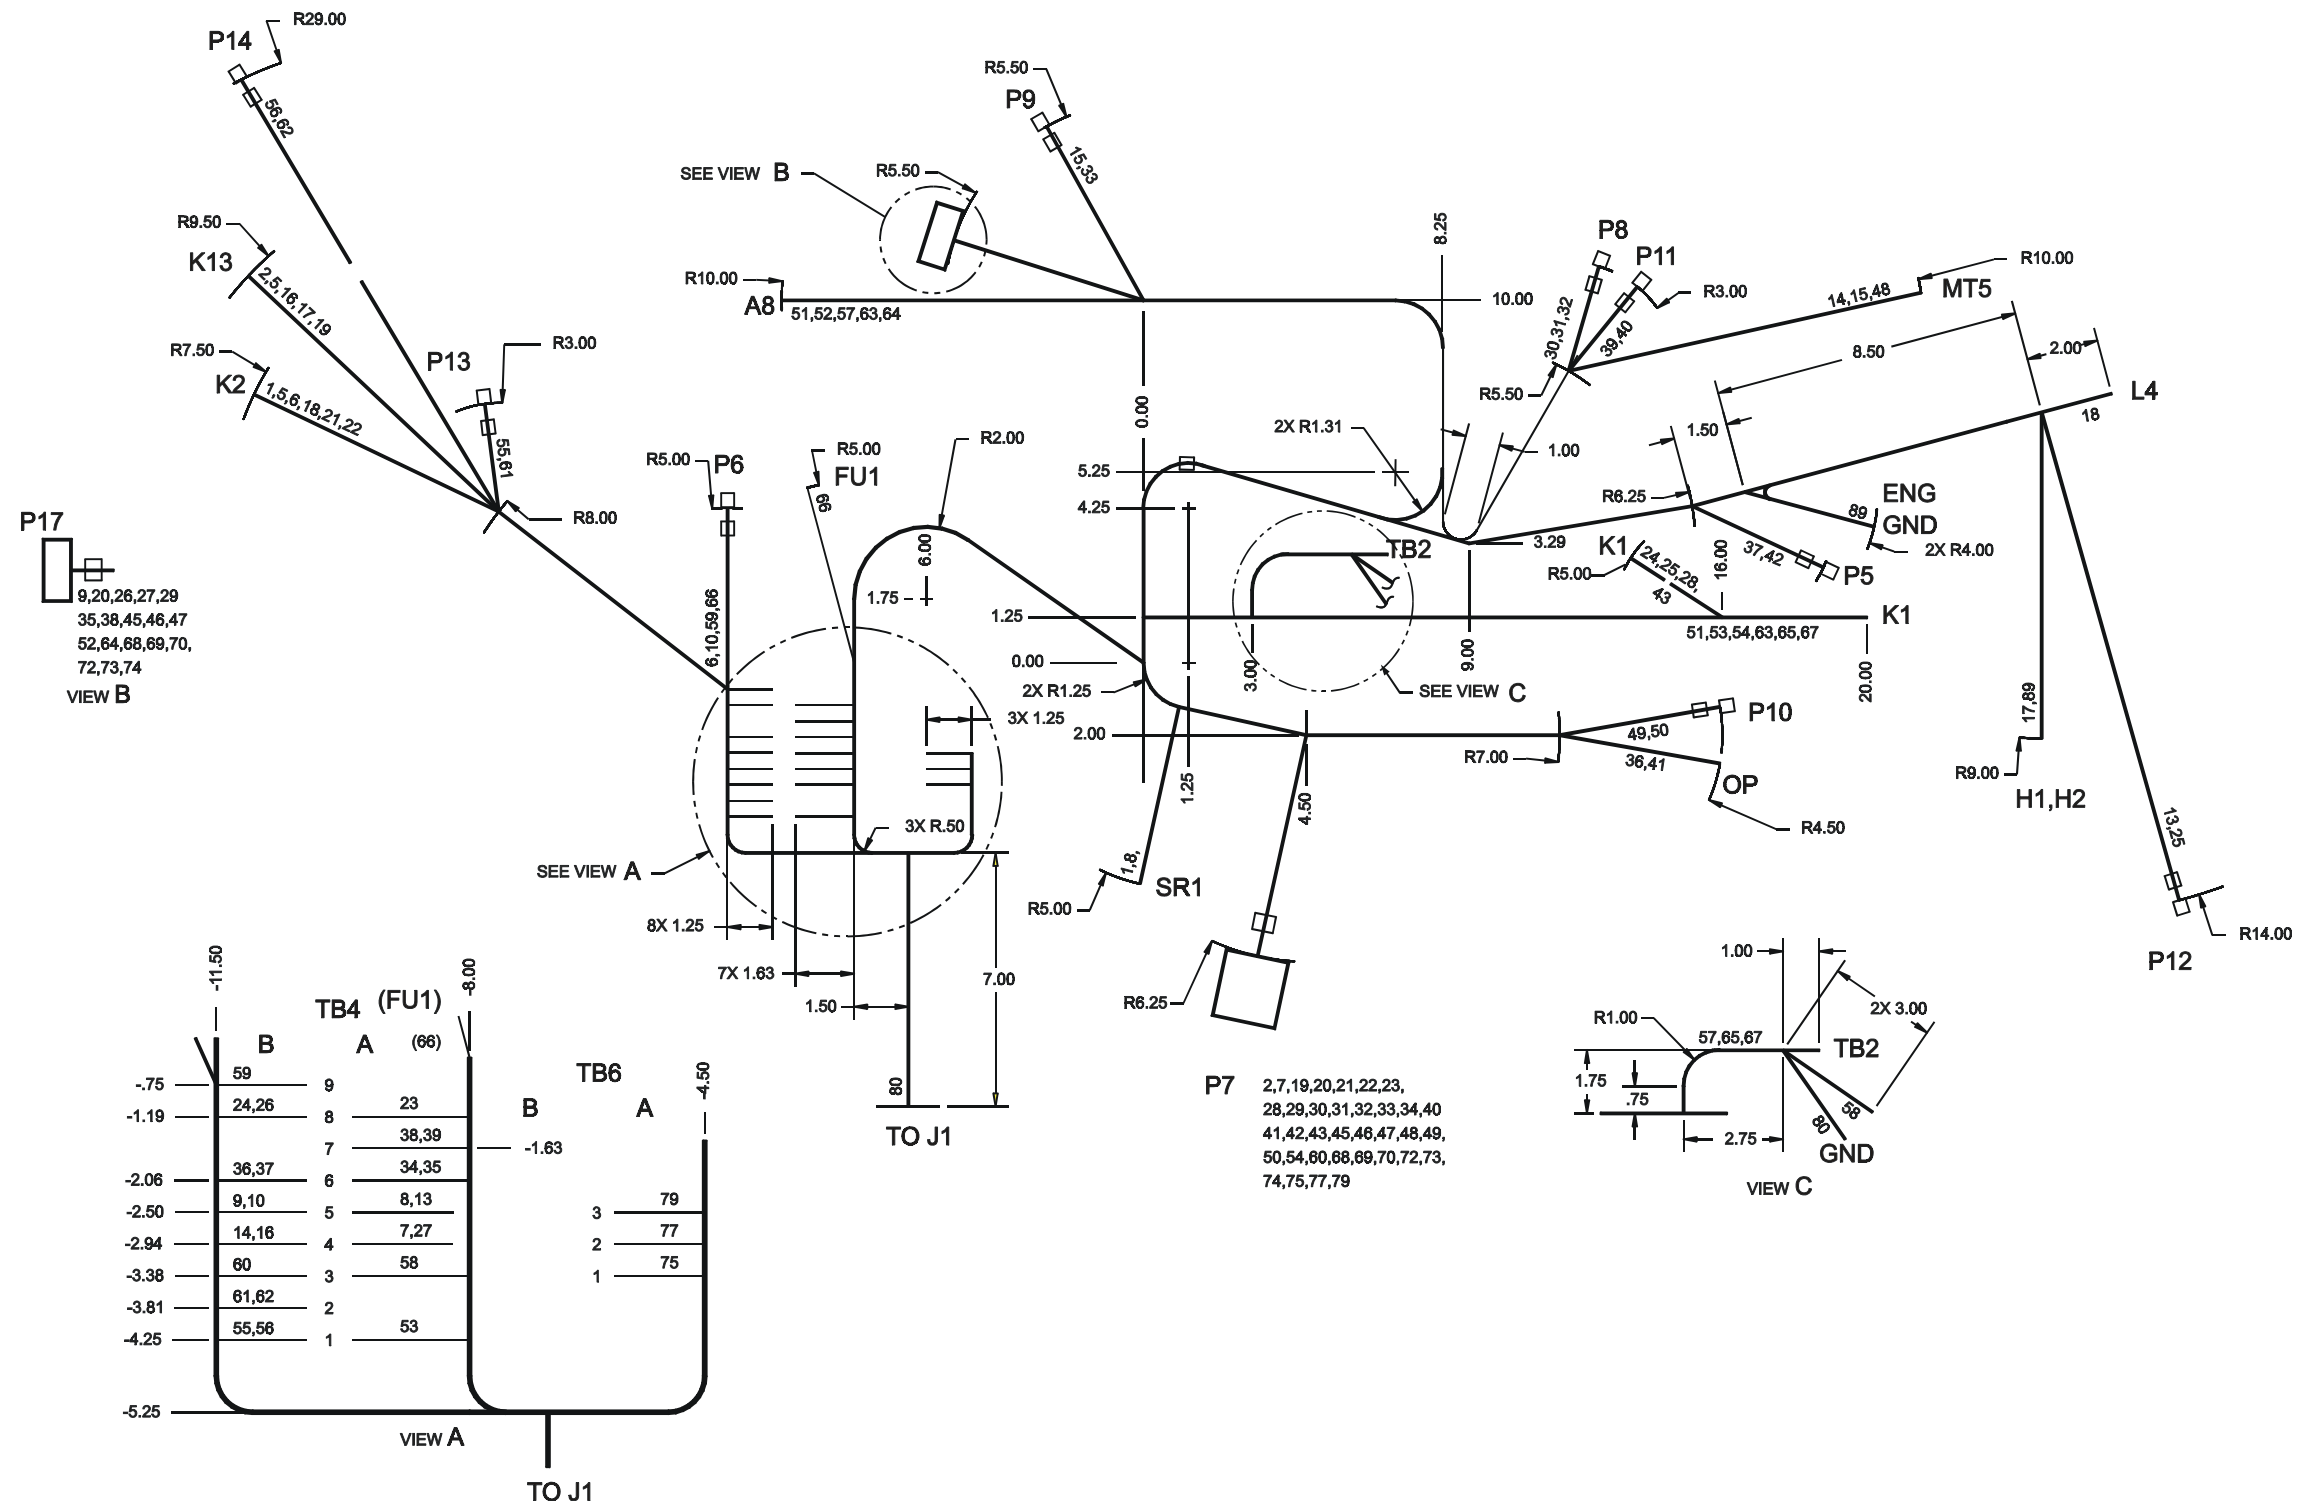 R29.00
P14
56,62
R9.50
K13
2,5,16,17,19
R7.50
K2
1,5,6,18,21,22
P13
R3.00
55,61
R8.00
P17
9,20,26,27,29
35,38,45,46,47
52,64,68,69,70,
72,73,74
VIEW B
R5.50
P9
15,33
SEE VIEW B
R5.50
R10.00
A8
51,52,57,63,64
8.25
10.00
0.00
P8
P11
R3.00
30,31,32
39,40
R5.50
14,15,48
R10.00
MT5
8.50
2.00
L4
18
1.50
R6.25
ENG
GND
89
2X R4.00
37,42
P5
2X R1.31
1.00
5.25
4.25
3.29
R2.00
R5.00
FU1
66
R5.00
P6
6,10,59,66
6.00
1.75
1.25
0.00
2X R1.25
3X 1.25
2.00
TB2
3.00
9.00
SEE VIEW C
K1
R5.00
24,25,28,
43
16.00
K1
51,53,54,63,65,67
20.00
1.25
4.50
R7.00
49,50
P10
36,41
OP
R4.50
17,89
R9.00
H1,H2
13,25
R14.00
P12
3X R.50
SEE VIEW A
8X 1.25
7X 1.63
1.50
7.00
80
TO J1
1,8,
R5.00
SR1
R6.25
P7
2,7,19,20,21,22,23,
28,29,30,31,32,33,34,40
41,42,43,45,46,47,48,49,
50,54,60,68,69,70,72,73,
74,75,77,79
1.00
R1.00
57,65,67
TB2
2X 3.00
1.75
.75
2.75
58
80
GND
VIEW C
-11.50
-8.00
-4.50
TB4
(FU1)
B
A
(66)
TB6
B
A
-.75
59
9
-1.19
24,26
8
23
7
38,39
-1.63
-2.06
36,37
6
34,35
-2.50
9,10
5
8,13
3
79
-2.94
14,16
4
7,27
2
77
-3.38
60
3
58
1
75
-3.81
61,62
2
-4.25
55,56
1
53
-5.25
VIEW A
TO J1